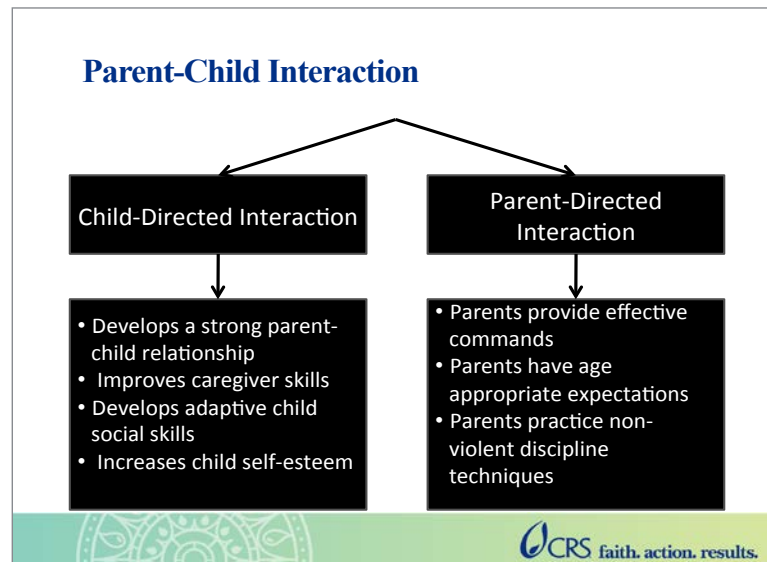 Parent-Child Interaction
Child-Directed Interaction
• Develops a strong parent-
child relationship
• Improves caregiver skills
• Develops adaptive child
social skills
• Increases child self-esteem
Parent-Directed
Interaction
• Parents provide effective
commands
• Parents have age
appropriate expectations
• Parents practice non-
violent discipline
techniques
CRS faith. action. results.